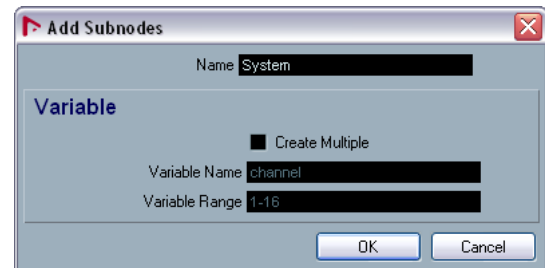 Add Subnodes
Name System
Variable
Create Multiple
Variable Name channel
Variable Range 1-16
OK Cancel